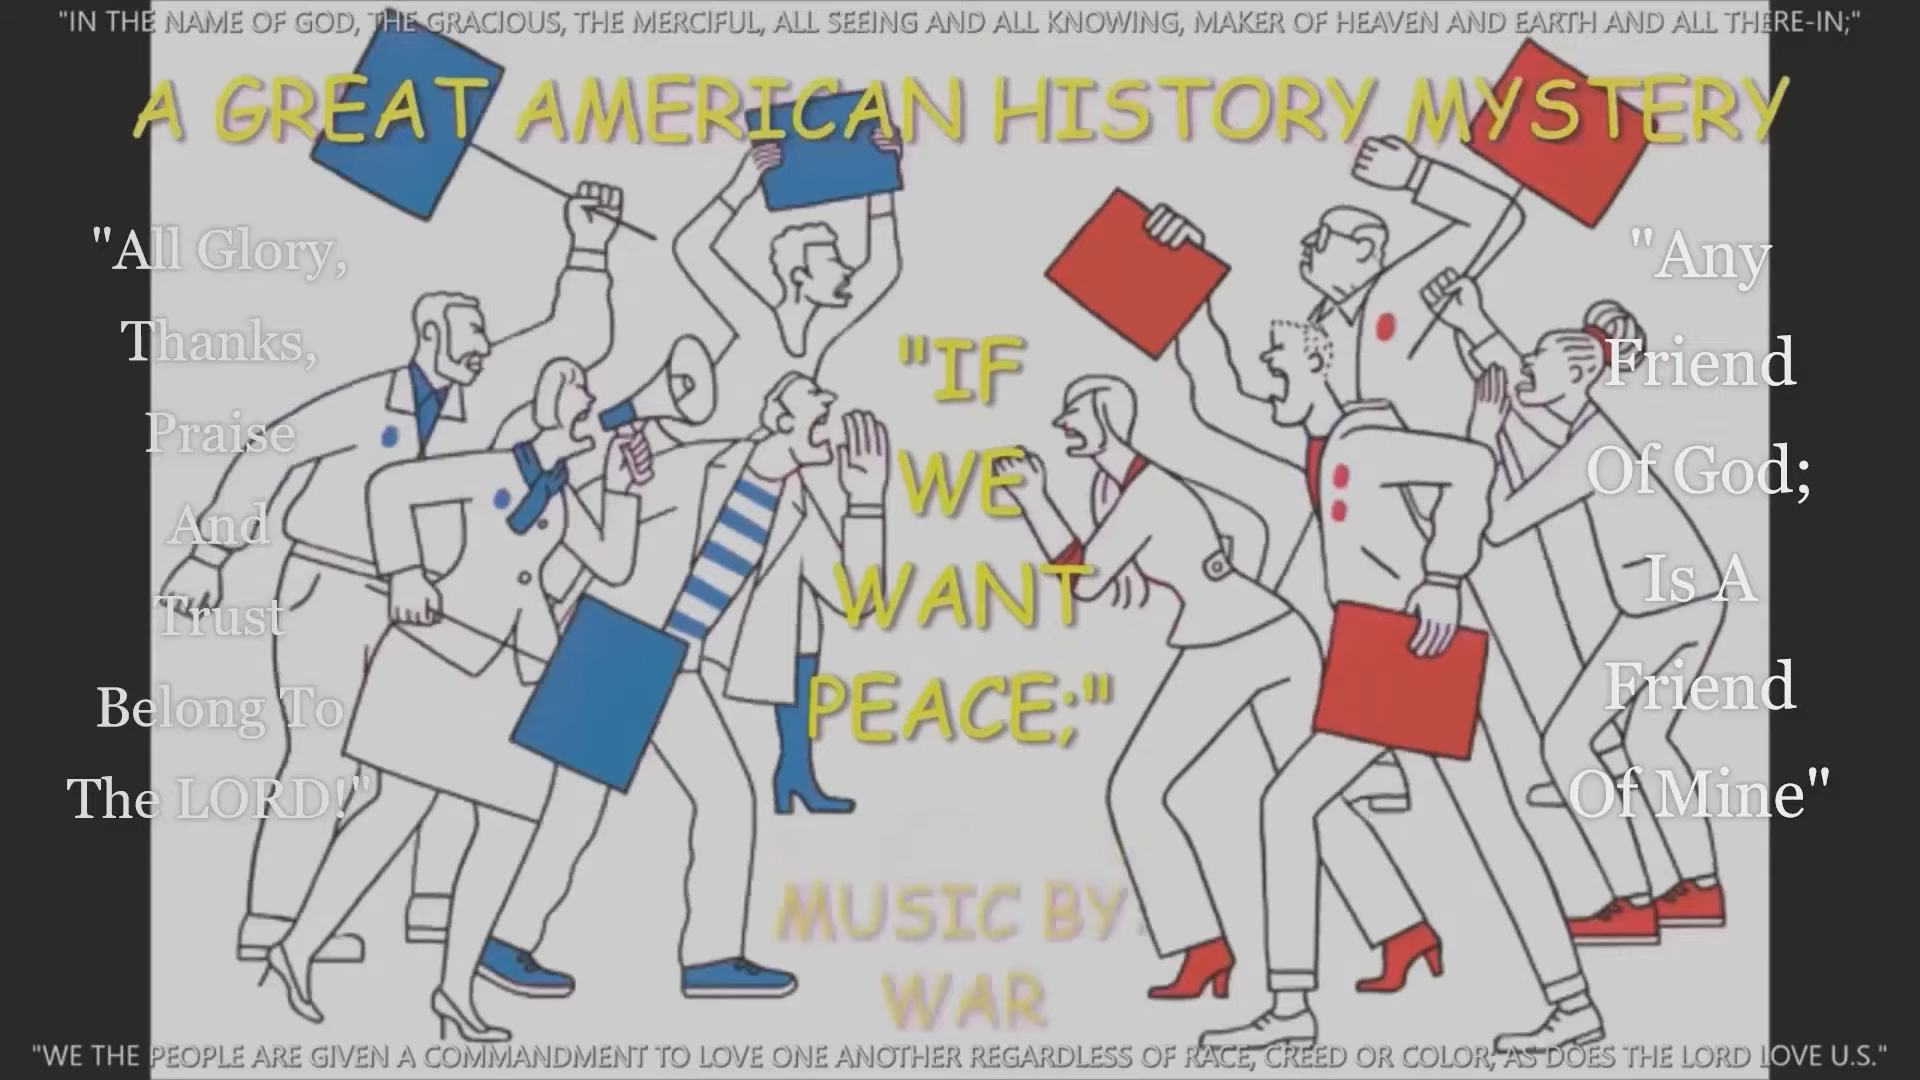 "IN THE NAME OF GOD, THE GRACIOUS, THE MERCIFUL, ALL SEEING AND ALL KNOWING, MAKER OF HEAVEN AND EARTH AND ALL THERE-IN;"
A GREAT AMERICAN HISTORY MYSTERY
"All Glory,
Thanks,
Praise
And
Trust
Belong To
The LORD!"
"IF
WE
WANT
PEACE;"
"Any
Friend
Of God;
Is A
Friend
Of Mine"
MUSIC BY:
WAR
"WE THE PEOPLE ARE GIVEN A COMMANDMENT TO LOVE ONE ANOTHER REGARDLESS OF RACE, CREED OR COLOR; AS DOES THE LORD LOVE U.S."